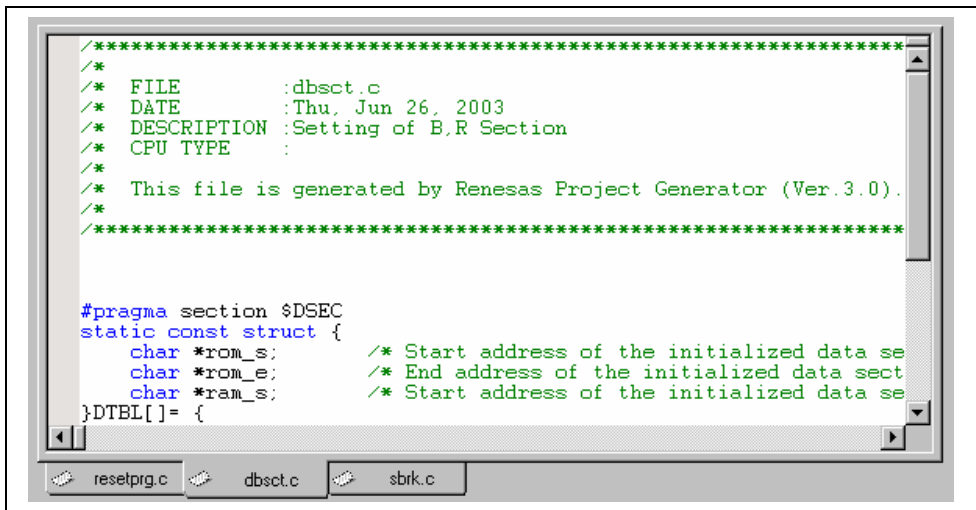 /*****************************************************************
/*
/*  FILE        :dbsct.c
/*  DATE        :Thu, Jun 26, 2003
/*  DESCRIPTION :Setting of B,R Section
/*  CPU TYPE    :
/*
/*  This file is generated by Renesas Project Generator (Ver.3.0).
/*
/*****************************************************************
#pragma section $DSEC
static const struct {
    char *rom_s;       /* Start address of the initialized data se
    char *rom_e;       /* End address of the initialized data sect
    char *ram_s;       /* Start address of the initialized data se
}DTBL[]= {
resetprg.c dbsct.c sbrk.c